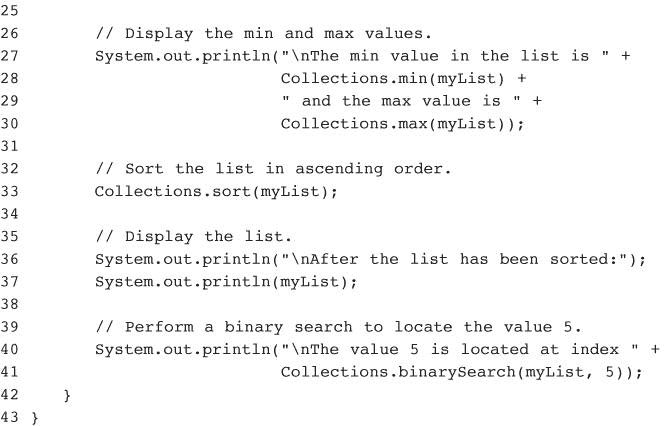 25
26        // Display the min and max values.
27        System.out.println("\nThe min value in the list is " +
28                           Collections.min(myList) +
29                           " and the max value is " +
30                           Collections.max(myList));
31
32        // Sort the list in ascending order.
33        Collections.sort(myList);
34
35        // Display the list.
36        System.out.println("\nAfter the list has been sorted:");
37        System.out.println(myList);
38
39        // Perform a binary search to locate the value 5.
40        System.out.println("\nThe value 5 is located at index " +
41                           Collections.binarySearch(myList, 5));
42     }
43 }